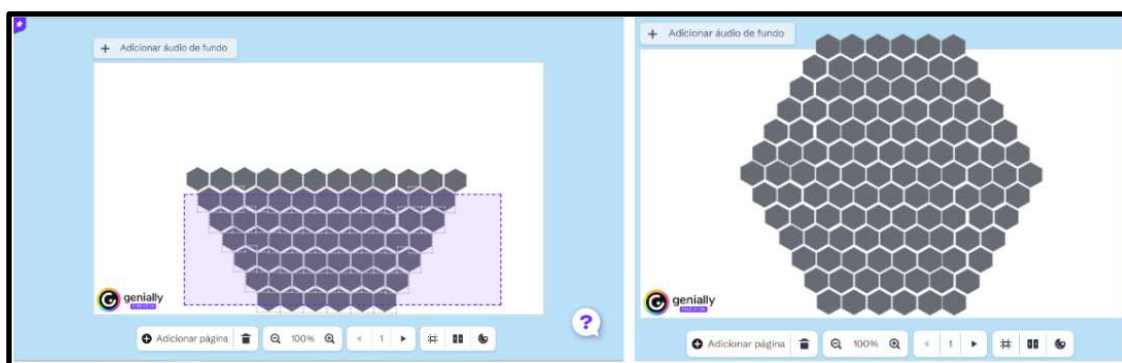 + Adicionar áudio de fundo
genially
Adicionar página 100% 1
?
+ Adicionar áudio de fundo
genially
Adicionar página 100% 1